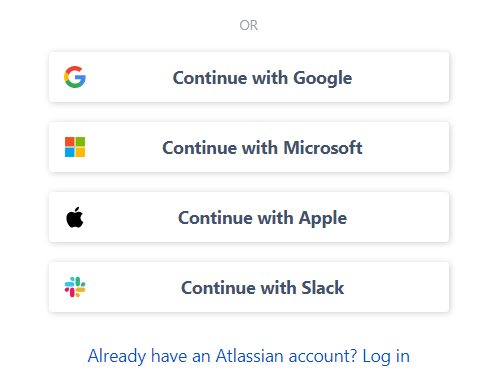 OR
Continue with Google
Continue with Microsoft
Continue with Apple
Continue with Slack
Already have an Atlassian account? Log in